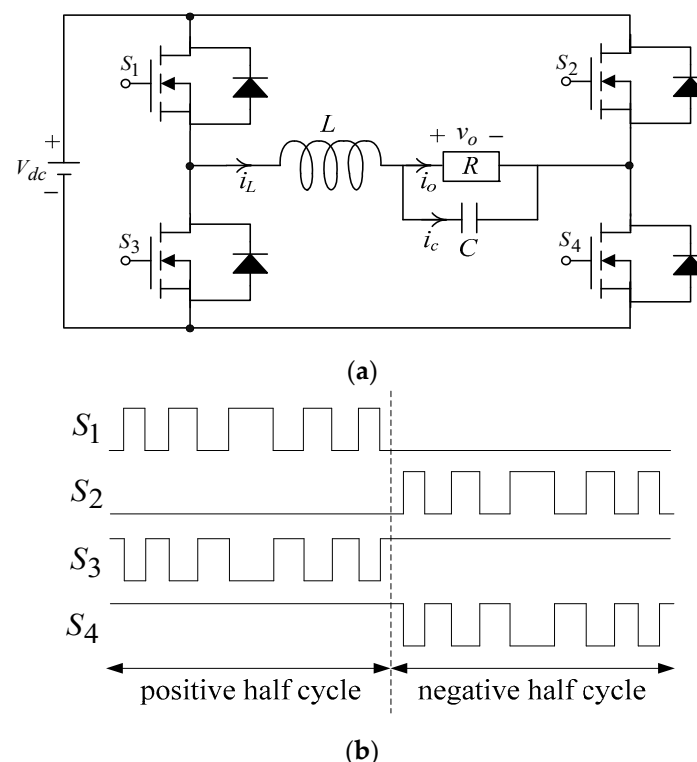 S1
S2
L
+ vo −
+
Vdc
−
iL
io
R
S3
ic
C
S4
(a)
S1
S2
S3
S4
positive half cycle
negative half cycle
(b)